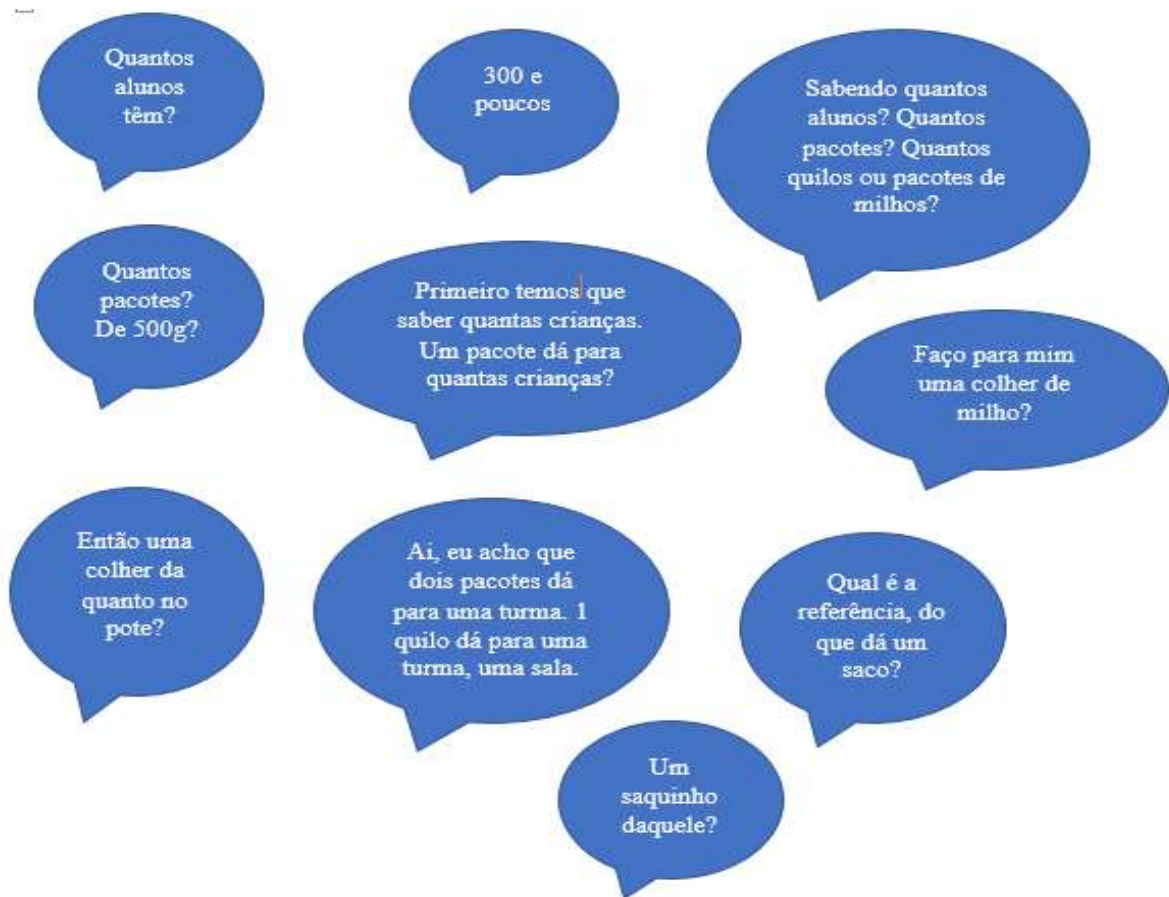 Quantos
alunos
têm?
300 e
poucos
Sabendo quantos
alunos? Quantos
pacotes? Quantos
quilos ou pacotes de
milhos?
Quantos
pacotes?
De 500g?
Primeiro temos que
saber quantas crianças.
Um pacote dá para
quantas crianças?
Faço para mim
uma colher de
milho?
Então uma
colher da
quanto no
pote?
Ai, eu acho que
dois pacotes dá
para uma turma. 1
quilo dá para uma
turma, uma sala.
Qual é a
referência, do
que dá um
saco?
Um
saquinho
daquele?